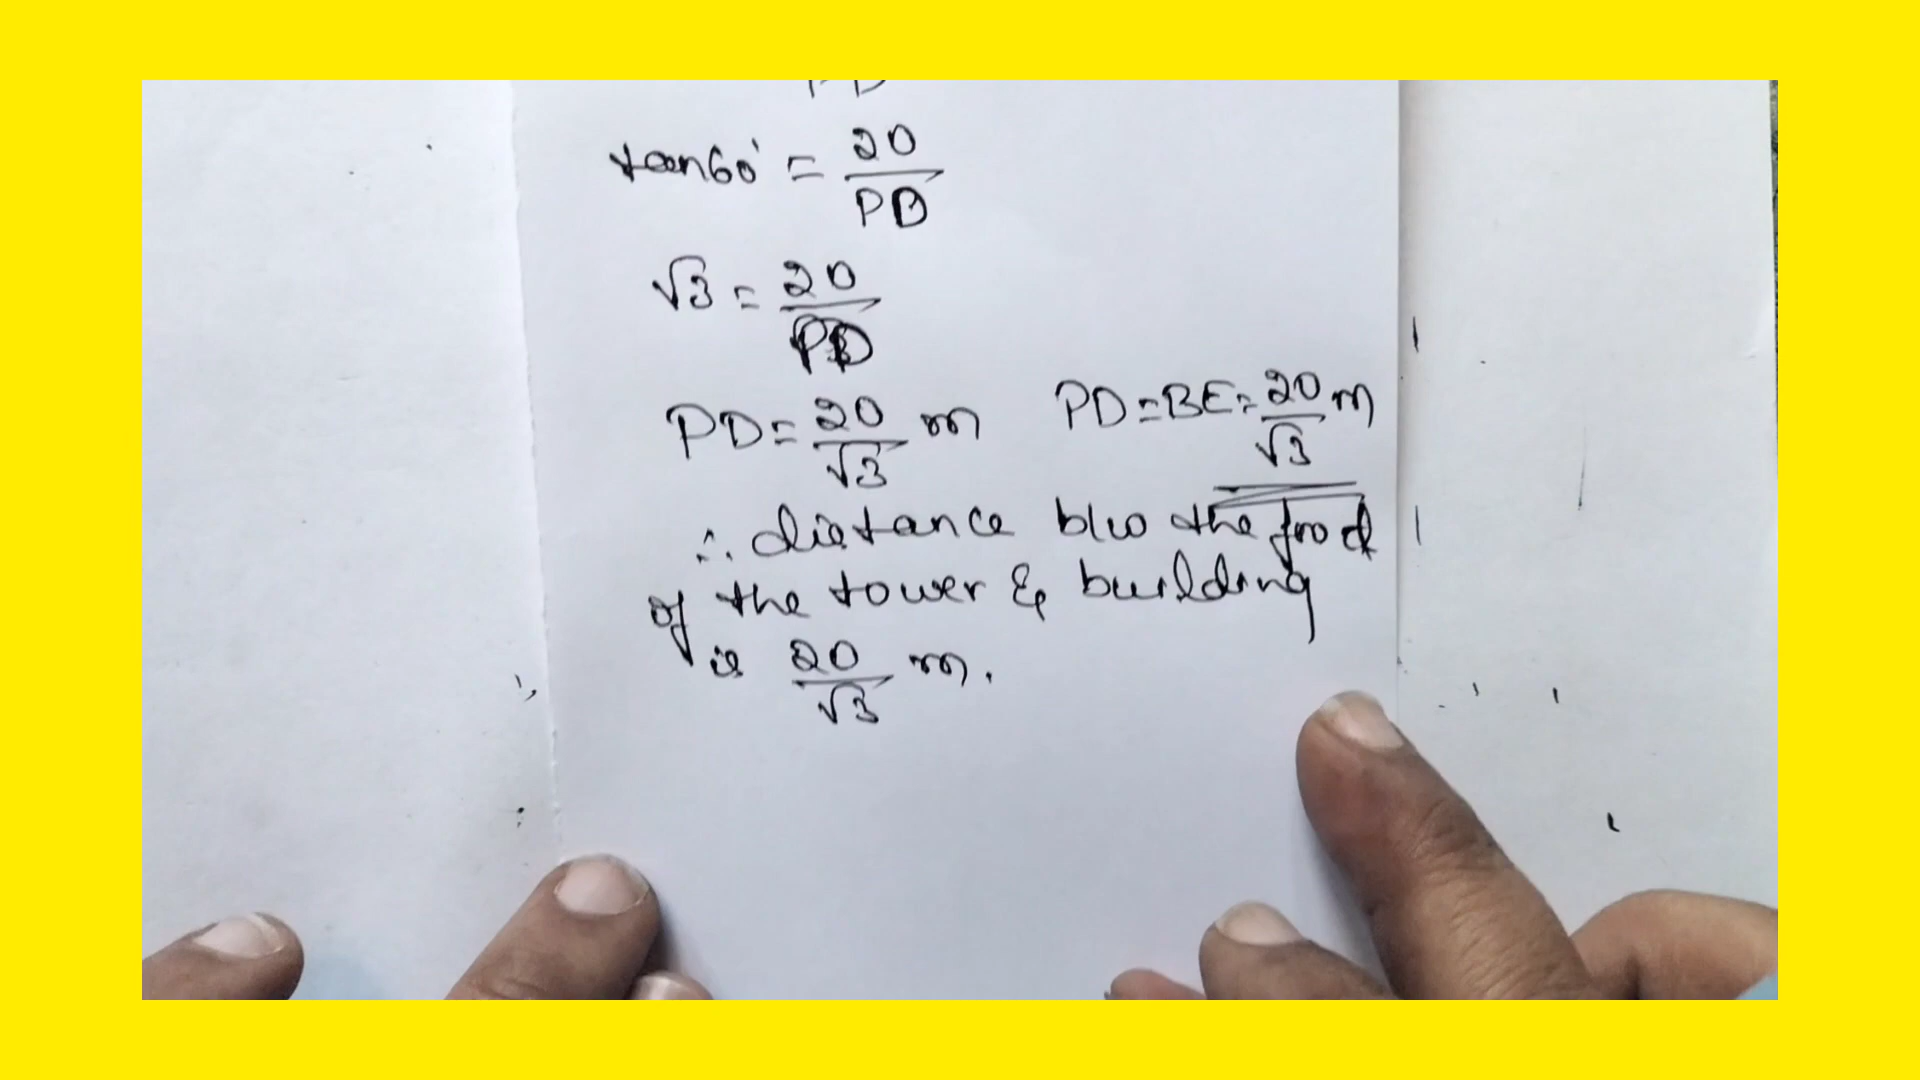 tan60° = 20/PD
√3 = 20/PD
PD = 20/√3 m PD = BE = 20/√3 m
∴ distance b/w the food
of the tower & building
is 20/√3 m.